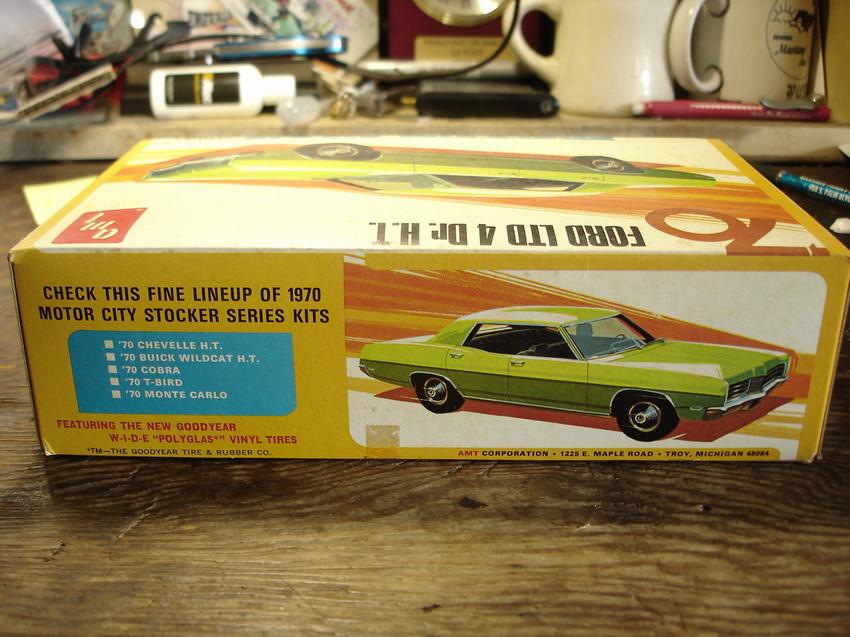 amt
FORD LTD 4 Dr. H.T.
CHECK THIS FINE LINEUP OF 1970
MOTOR CITY STOCKER SERIES KITS
'70 CHEVELLE H.T.
'70 BUICK WILDCAT H.T.
'70 COBRA
'70 T-BIRD
'70 MONTE CARLO
FEATURING THE NEW GOODYEAR
W-I-D-E "POLYGLAS*" VINYL TIRES
*TM—THE GOODYEAR TIRE & RUBBER CO.
AMT CORPORATION • 1225 E. MAPLE ROAD • TROY, MICHIGAN 48084
Mustang